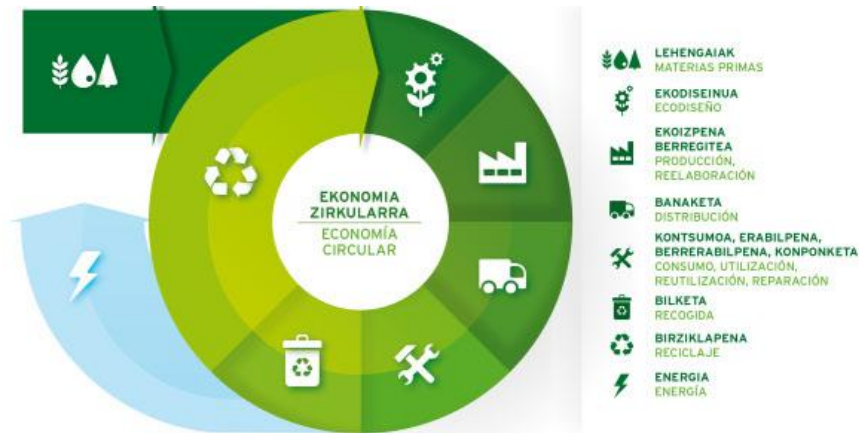 EKONOMIA
ZIRKULARRA
ECONOMÍA
CIRCULAR
LEHENGAIAK
MATERIAS PRIMAS
EKODISEINUA
ECODISEÑO
EKOIZPENA
BERREGITEA
PRODUCCIÓN,
REELABORACIÓN
BANAKETA
DISTRIBUCIÓN
KONTSUMOA, ERABILPENA,
BERRERABILPENA, KONPONKETA
CONSUMO, UTILIZACIÓN,
REUTILIZACIÓN, REPARACIÓN
BILKETA
RECOGIDA
BIRZIKLAPENA
RECICLAJE
ENERGIA
ENERGÍA